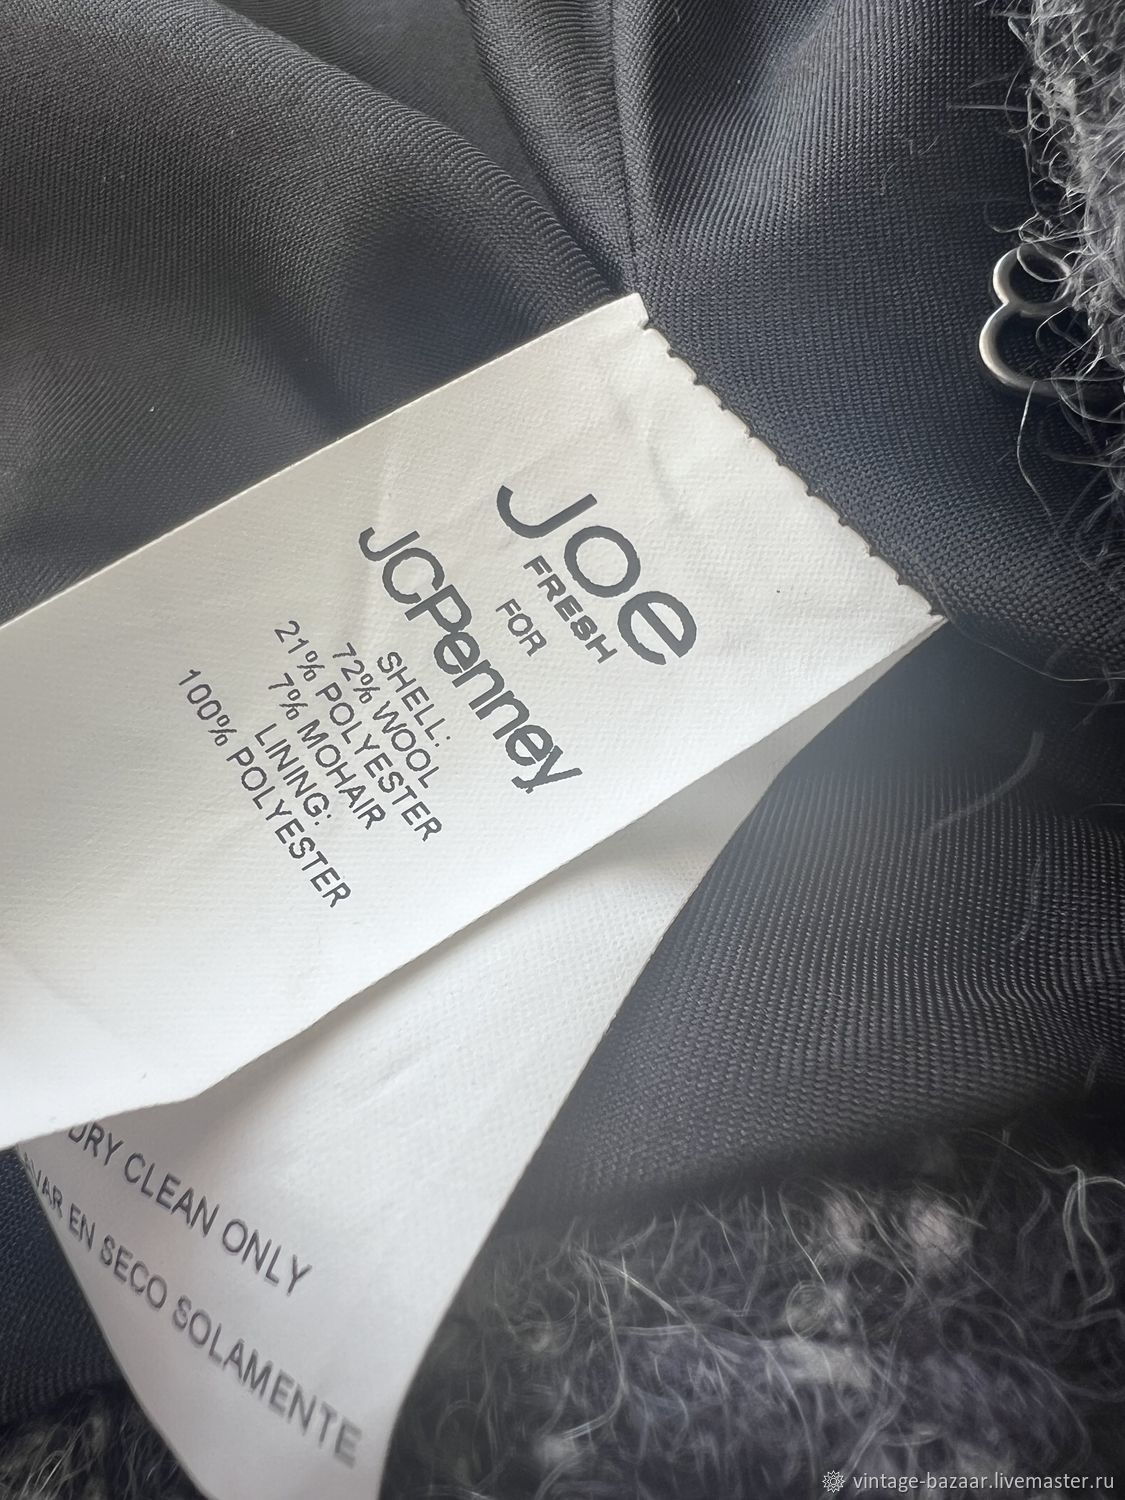 Joe
FRESH
FOR
JCPenney
SHELL:
72% WOOL
21% POLYESTER
7% MOHAIR
LINING:
100% POLYESTER
DRY CLEAN ONLY
EN SECO SOLAMENTE
vintage-bazaar.livemaster.ru